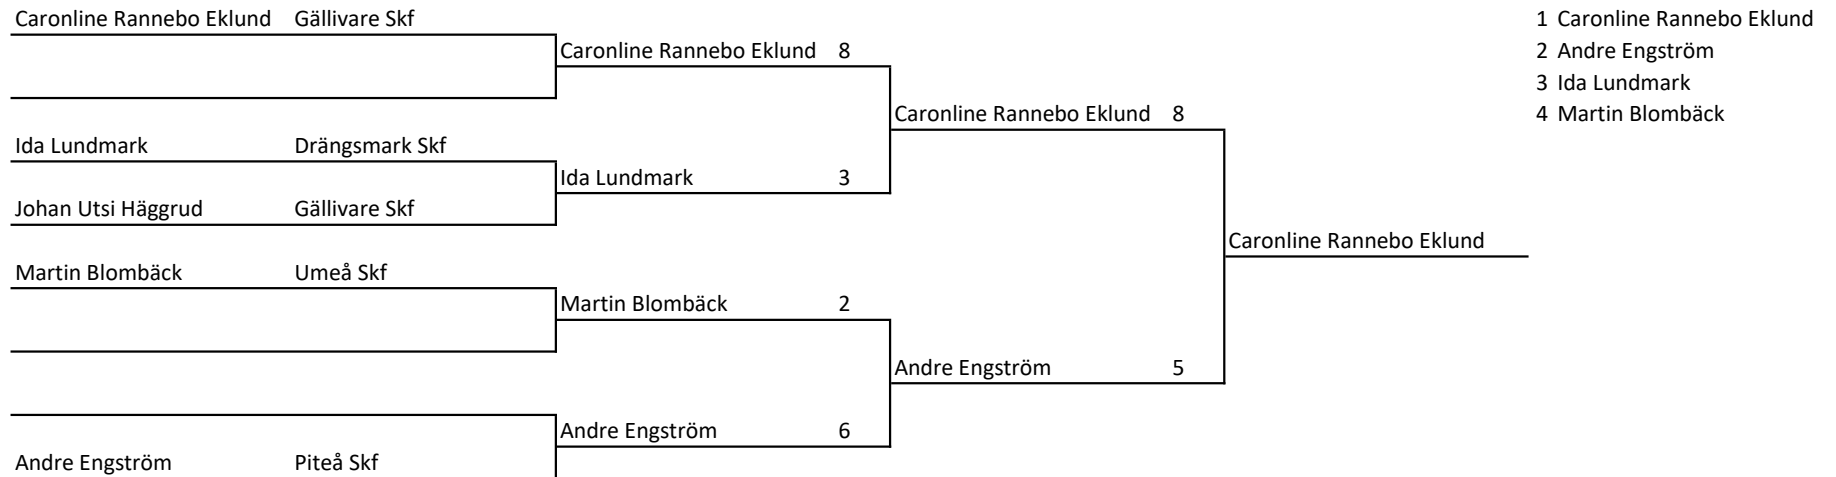 Caronline Rannebo Eklund Gällivare Skf
1 Caronline Rannebo Eklund
Caronline Rannebo Eklund 8
2 Andre Engström
3 Ida Lundmark
Caronline Rannebo Eklund 8
4 Martin Blombäck
Ida Lundmark Drängsmark Skf
Ida Lundmark 3
Johan Utsi Häggrud Gällivare Skf
Caronline Rannebo Eklund
Martin Blombäck Umeå Skf
Martin Blombäck 2
Andre Engström 5
Andre Engström 6
Andre Engström Piteå Skf